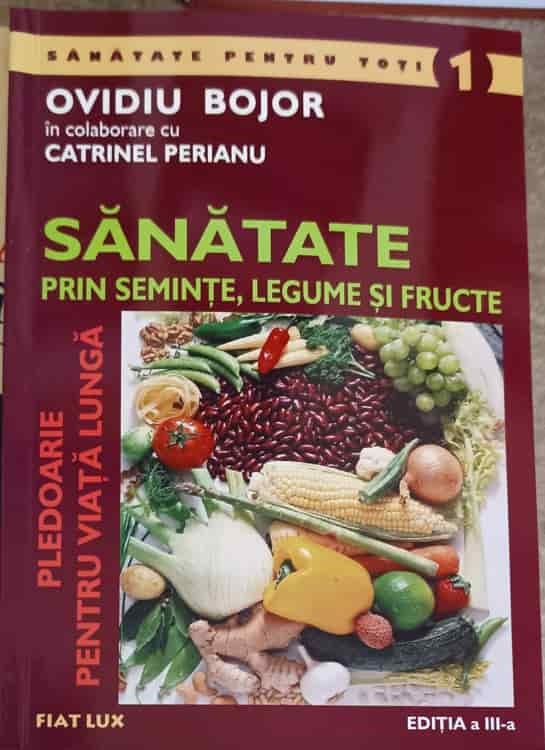 SĂNĂTATE PENTRU TOȚI 1
OVIDIU BOJOR
în colaborare cu
CATRINEL PERIANU
SĂNĂTATE
PRIN SEMINȚE, LEGUME ȘI FRUCTE
PLEDOARIE
PENTRU VIAȚĂ LUNGĂ
FIAT LUX
EDIȚIA a III-a